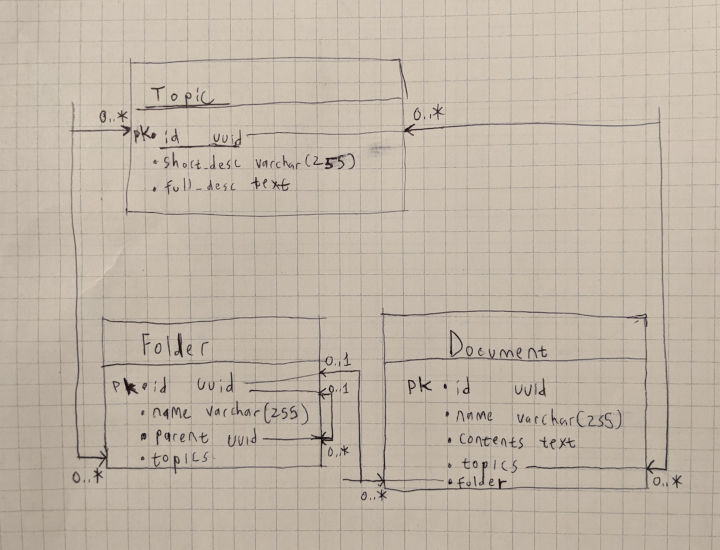 Topic
0..*
0..*
pk • id uuid
• short_desc varchar(255)
• full_desc text
Folder
Document
0..1
pk • id uuid
0..1
pk • id uuid
• name varchar(255)
• name varchar(255)
• parent uuid
• contents text
0..*
• topics
• topics
0..*
• folder
0..*
0..*